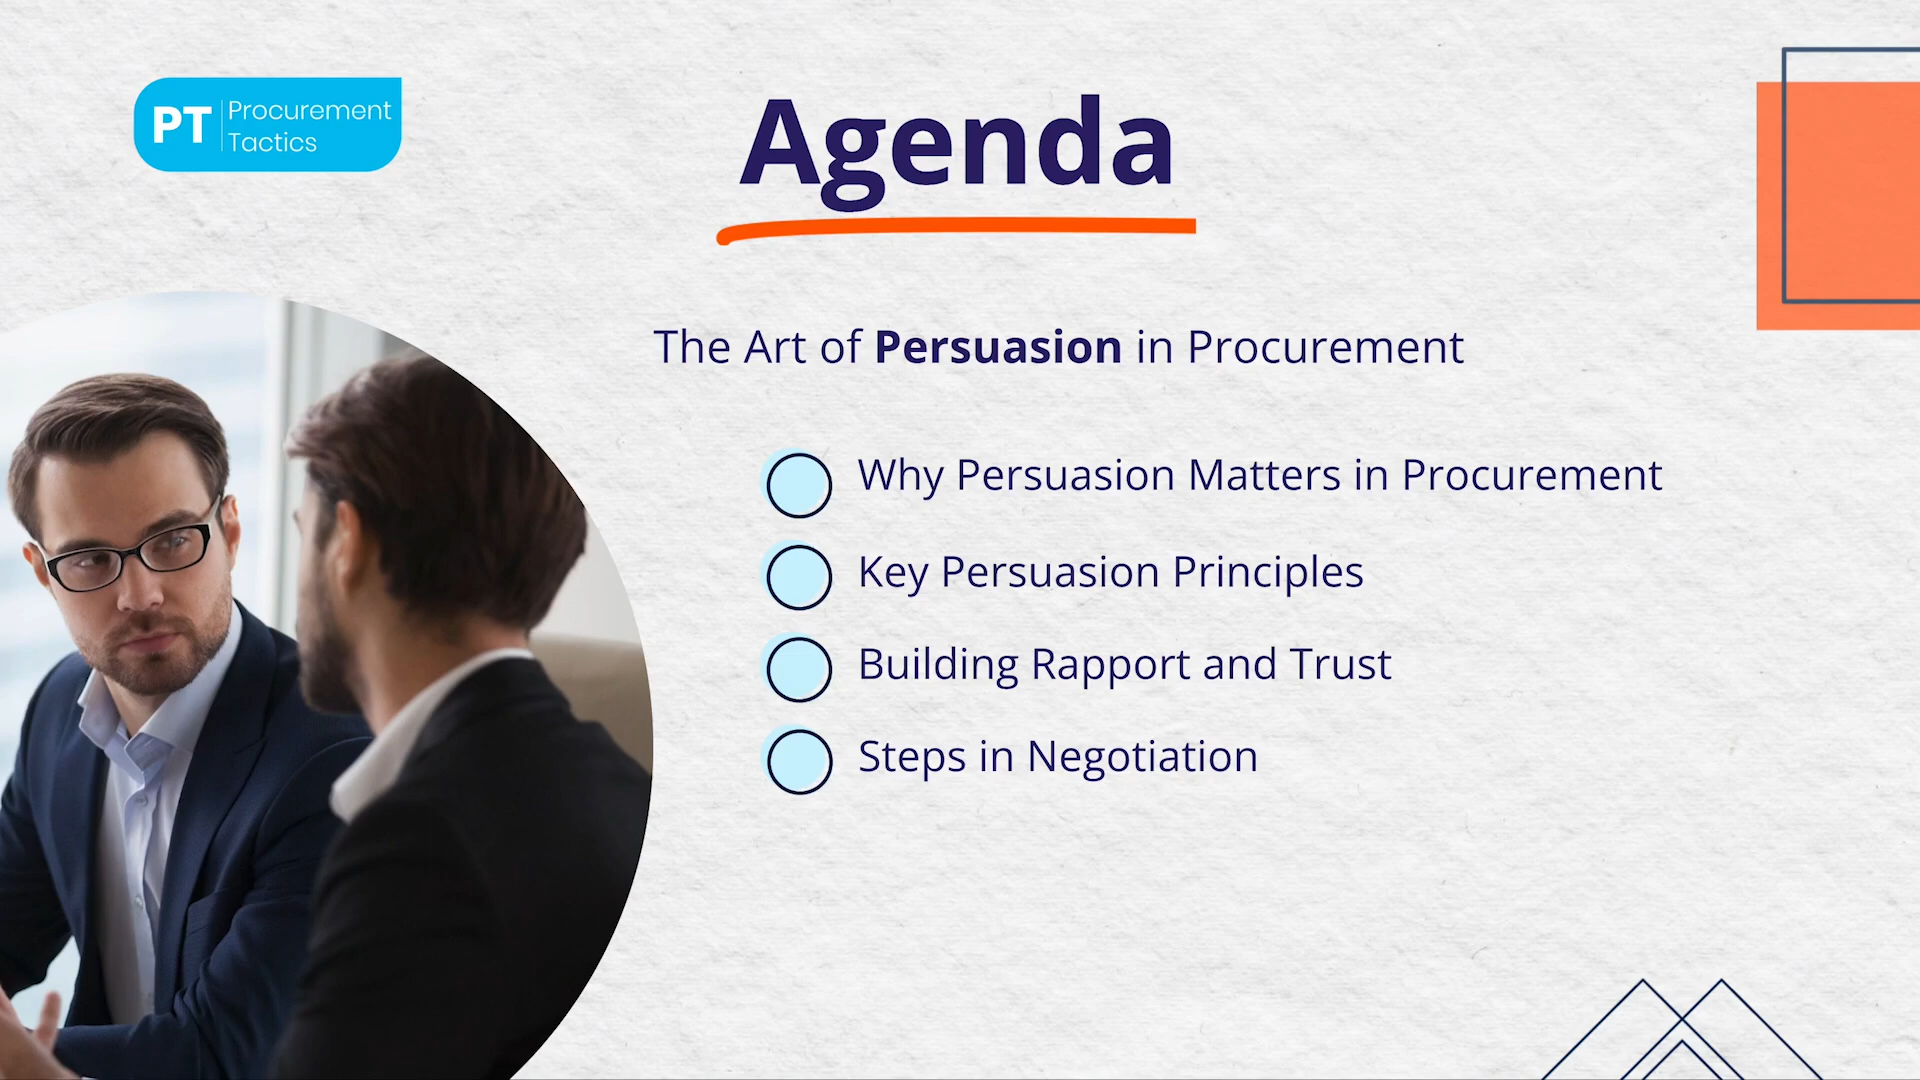 PT
Procurement
Tactics
Agenda
The Art of Persuasion in Procurement
Why Persuasion Matters in Procurement
Key Persuasion Principles
Building Rapport and Trust
Steps in Negotiation